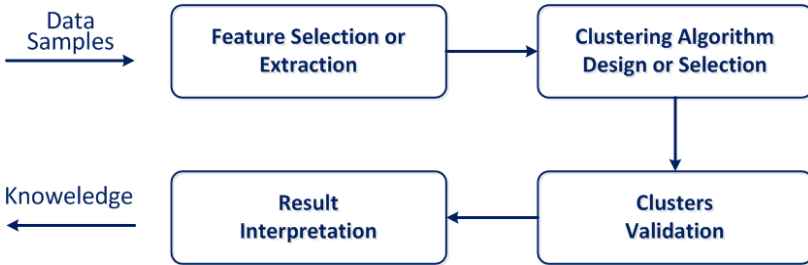 Data
Samples
Feature Selection or
Extraction
Clustering Algorithm
Design or Selection
Knoweledge
Result
Interpretation
Clusters
Validation